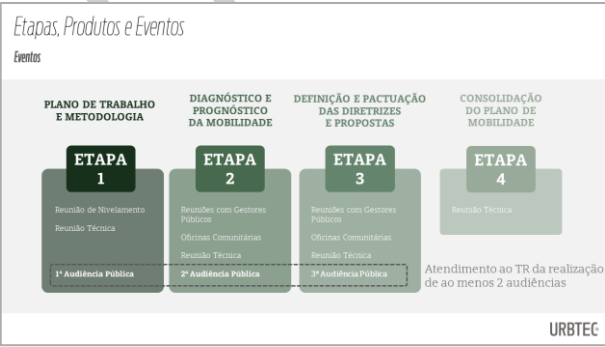 Etapas, Produtos e Eventos
Eventos
PLANO DE TRABALHO
E METODOLOGIA
DIAGNÓSTICO E
PROGNÓSTICO
DA MOBILIDADE
DEFINIÇÃO E PACTUAÇÃO
DAS DIRETRIZES
E PROPOSTAS
CONSOLIDAÇÃO
DO PLANO DE
MOBILIDADE
ETAPA
1
Reunião de Nivelamento
Reunião Técnica
1ª Audiência Pública
ETAPA
2
Reuniões com Gestores
Públicos
Oficinas Comunitárias
Reunião Técnica
2ª Audiência Pública
ETAPA
3
Reuniões com Gestores
Públicos
Oficinas Comunitárias
Reunião Técnica
3ª Audiência Pública
ETAPA
4
Reunião Técnica
Atendimento ao TR da realização
de ao menos 2 audiências
URBTEC